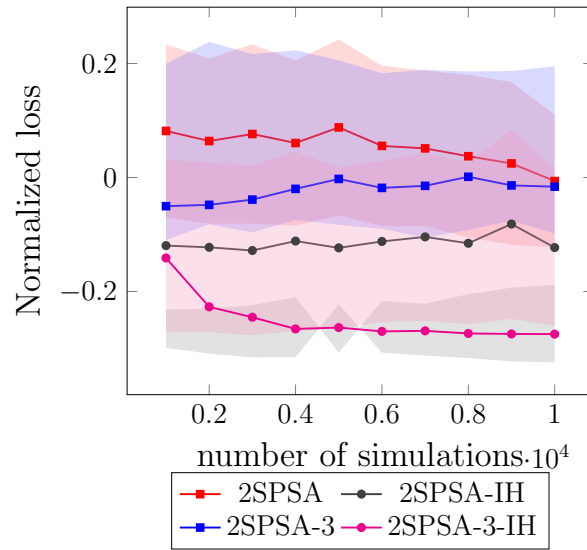 Normalized loss
0.2
0
−0.2
0.2 0.4 0.6 0.8 1
number of simulations ·10⁴
2SPSA 2SPSA-IH
2SPSA-3 2SPSA-3-IH